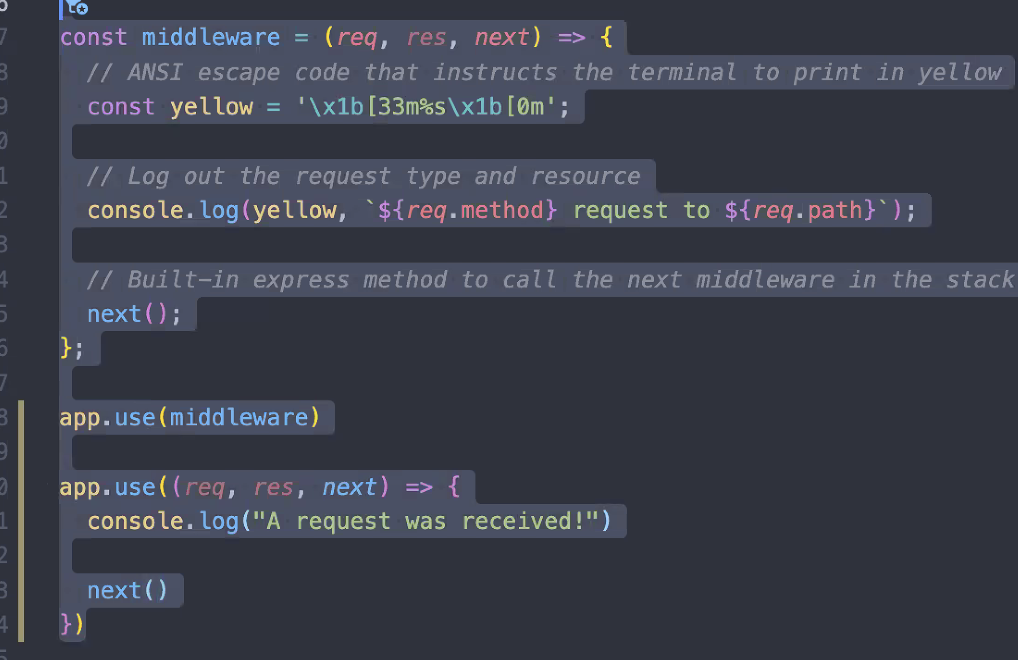 const middleware = (req, res, next) => {
  // ANSI escape code that instructs the terminal to print in yellow
  const yellow = '\x1b[33m%s\x1b[0m';
  // Log out the request type and resource
  console.log(yellow, `${req.method} request to ${req.path}`);
  // Built-in express method to call the next middleware in the stack
  next();
};
app.use(middleware)
app.use((req, res, next) => {
  console.log("A request was received!")
  next()
})